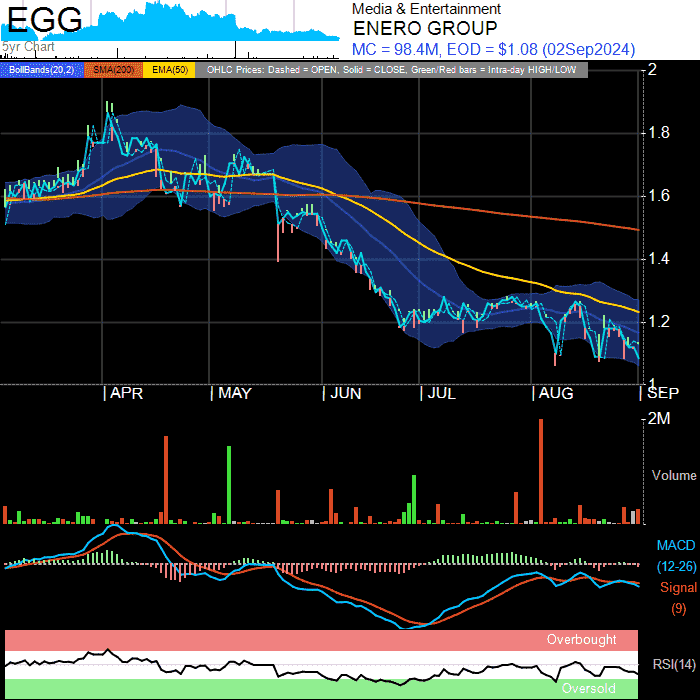 EGG
5yr Chart
Media & Entertainment
ENERO GROUP
MC = 98.4M, EOD = $1.08 (02Sep2024)
BollBands(20,2) SMA(200) EMA(50) OHLC Prices: Dashed = OPEN, Solid = CLOSE, Green/Red bars = Intra-day HIGH/LOW
2
1.8
1.6
1.4
1.2
1
APR MAY JUN JUL AUG SEP
2M
Volume
MACD
(12-26)
Signal
(9)
Overbought
RSI(14)
Oversold